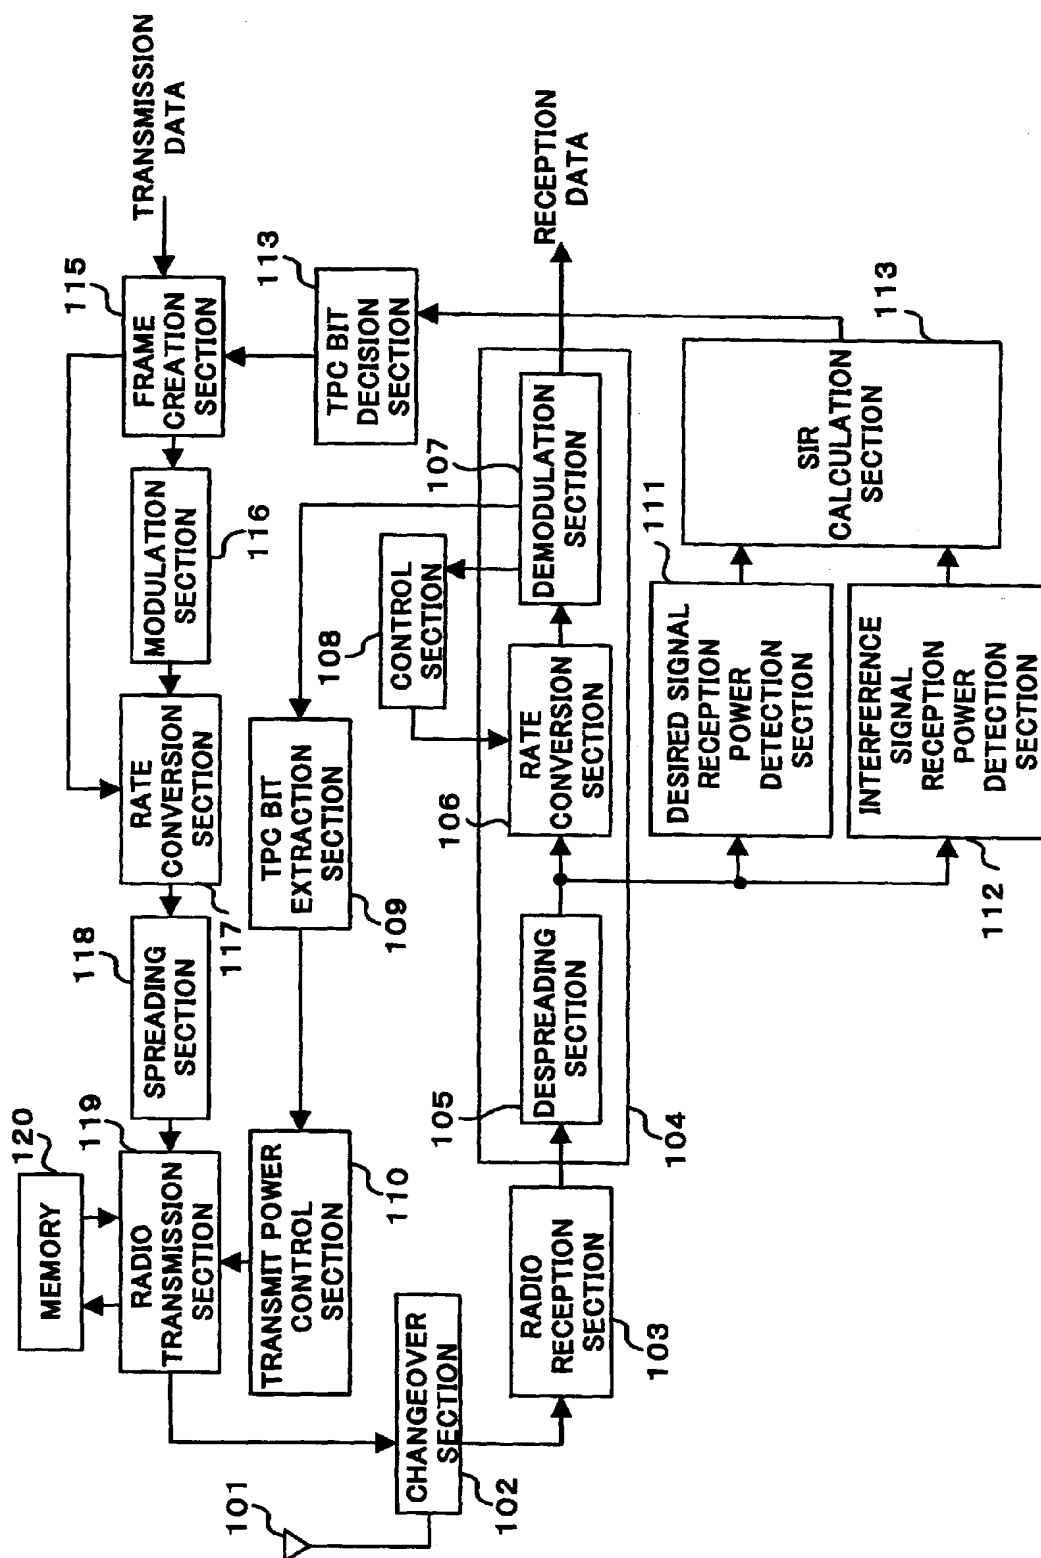 120
MEMORY
119
RADIO
TRANSMISSION
SECTION
118
SPREADING
SECTION
117
RATE
CONVERSION
SECTION
116
MODULATION
SECTION
115
FRAME
CREATION
SECTION
TRANSMISSION
DATA
TRANSMIT POWER
CONTROL
SECTION
110
TPC BIT
EXTRACTION
SECTION
109
TPC BIT
DECISION
SECTION
113
101
CHANGEOVER
SECTION
102
108
CONTROL
SECTION
RADIO
RECEPTION
SECTION
103
105
DESPREADING
SECTION
104
106
RATE
CONVERSION
SECTION
107
DEMODULATION
SECTION
RECEPTION
DATA
111
DESIRED SIGNAL
RECEPTION
POWER
DETECTION
SECTION
INTERFERENCE
SIGNAL
RECEPTION
POWER
DETECTION
SECTION
112
SIR
CALCULATION
SECTION
113